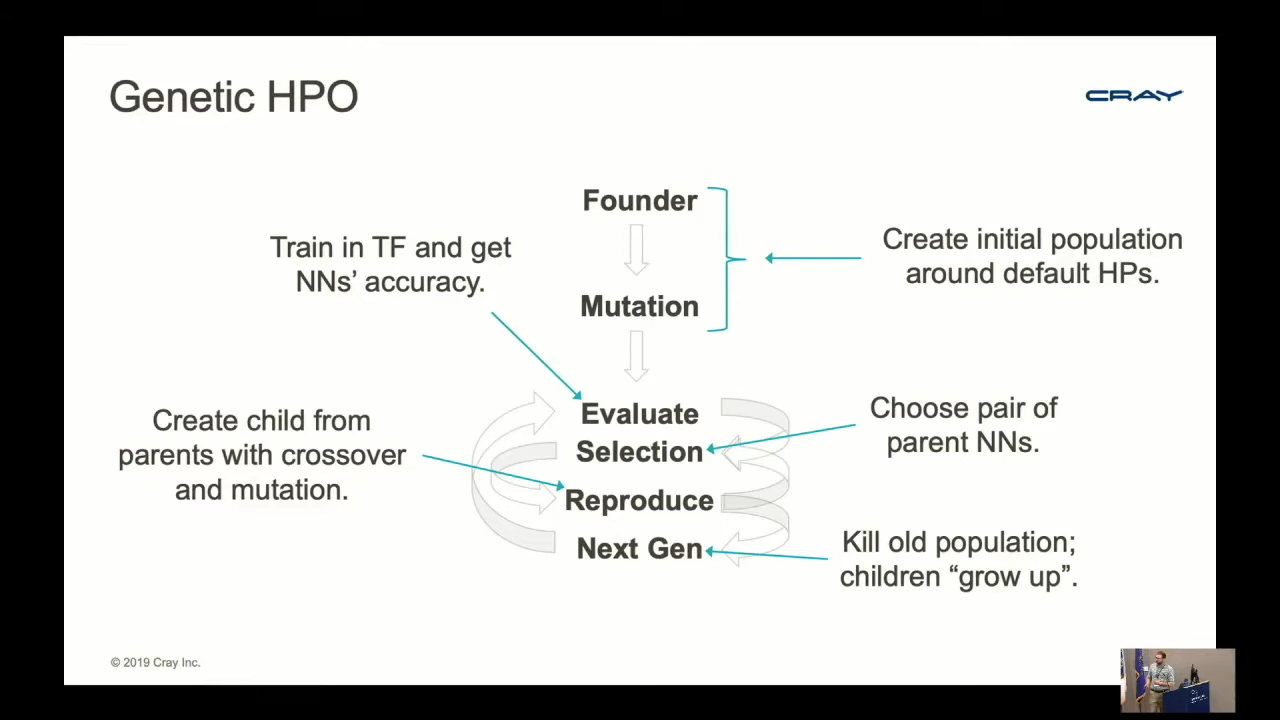 Genetic HPO
CRAY
Founder
Train in TF and get
NNs’ accuracy.
Create initial population
around default HPs.
Mutation
Evaluate
Selection
Reproduce
Next Gen
Create child from
parents with crossover
and mutation.
Choose pair of
parent NNs.
Kill old population;
children “grow up”.
© 2019 Cray Inc.